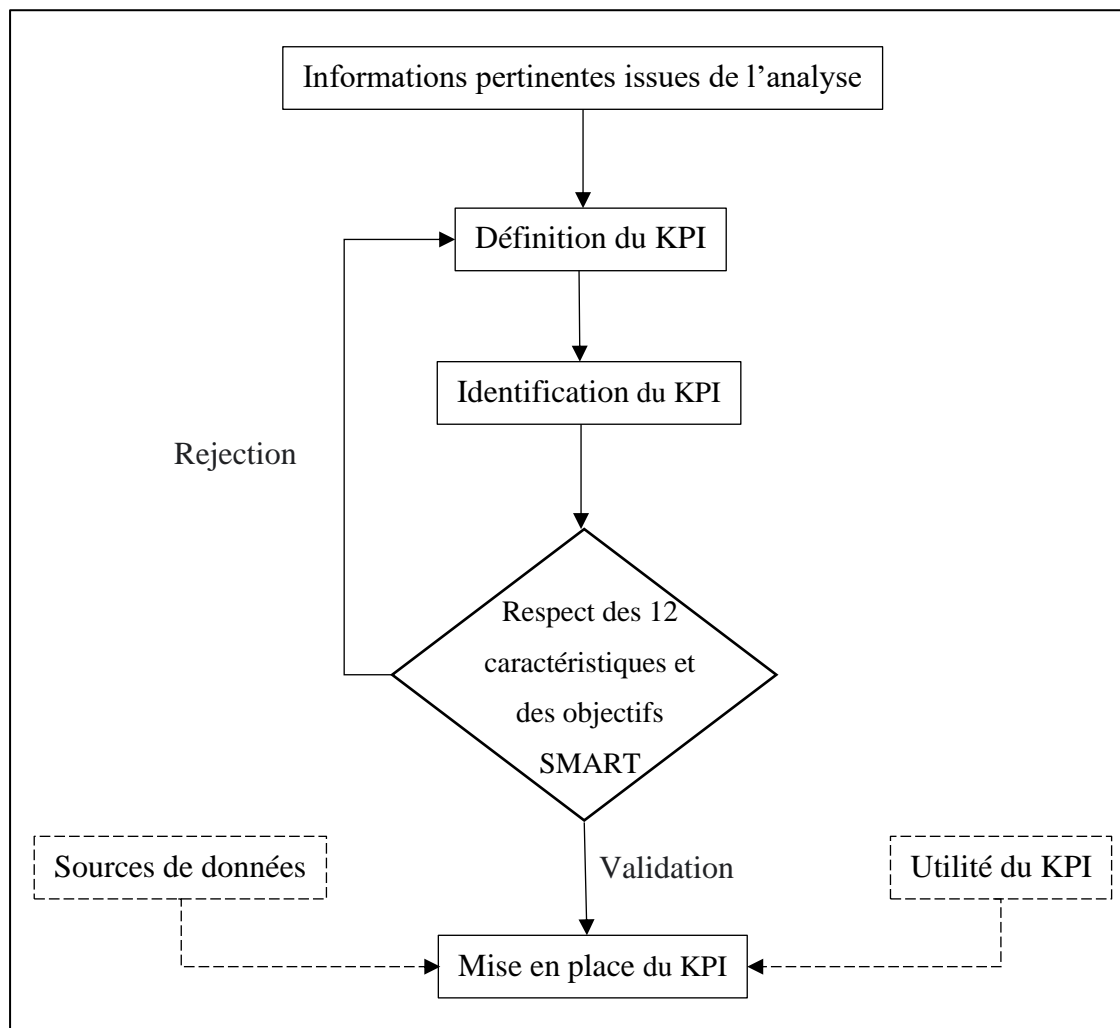 Informations pertinentes issues de l’analyse
Définition du KPI
Identification du KPI
Rejection
Respect des 12
caractéristiques et
des objectifs
SMART
Sources de données
Validation
Utilité du KPI
Mise en place du KPI